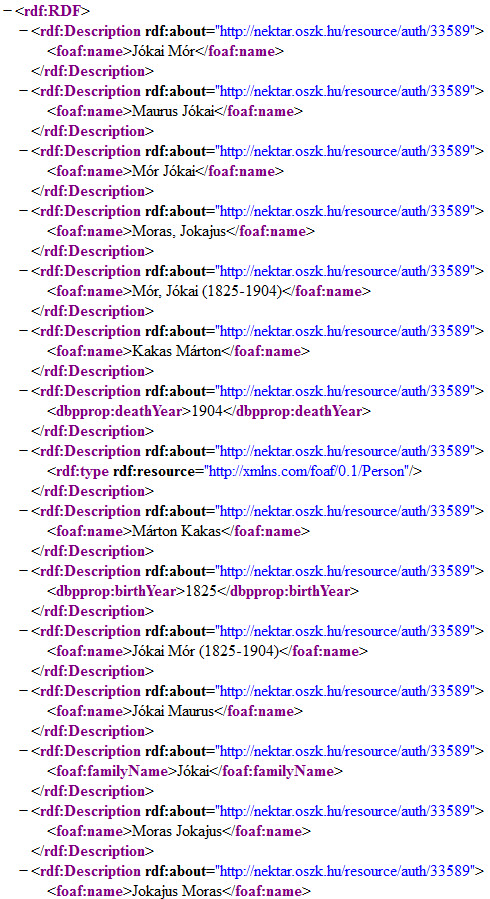 − <rdf:RDF>
− <rdf:Description rdf:about="http://nektar.oszk.hu/resource/auth/33589">
<foaf:name>Jókai Mór</foaf:name>
</rdf:Description>
− <rdf:Description rdf:about="http://nektar.oszk.hu/resource/auth/33589">
<foaf:name>Maurus Jókai</foaf:name>
</rdf:Description>
− <rdf:Description rdf:about="http://nektar.oszk.hu/resource/auth/33589">
<foaf:name>Mór Jókai</foaf:name>
</rdf:Description>
− <rdf:Description rdf:about="http://nektar.oszk.hu/resource/auth/33589">
<foaf:name>Moras, Jokajus</foaf:name>
</rdf:Description>
− <rdf:Description rdf:about="http://nektar.oszk.hu/resource/auth/33589">
<foaf:name>Mór, Jókai (1825-1904)</foaf:name>
</rdf:Description>
− <rdf:Description rdf:about="http://nektar.oszk.hu/resource/auth/33589">
<foaf:name>Kakas Márton</foaf:name>
</rdf:Description>
− <rdf:Description rdf:about="http://nektar.oszk.hu/resource/auth/33589">
<dbpprop:deathYear>1904</dbpprop:deathYear>
</rdf:Description>
− <rdf:Description rdf:about="http://nektar.oszk.hu/resource/auth/33589">
<rdf:type rdf:resource="http://xmlns.com/foaf/0.1/Person"/>
</rdf:Description>
− <rdf:Description rdf:about="http://nektar.oszk.hu/resource/auth/33589">
<foaf:name>Márton Kakas</foaf:name>
</rdf:Description>
− <rdf:Description rdf:about="http://nektar.oszk.hu/resource/auth/33589">
<dbpprop:birthYear>1825</dbpprop:birthYear>
</rdf:Description>
− <rdf:Description rdf:about="http://nektar.oszk.hu/resource/auth/33589">
<foaf:name>Jókai Mór (1825-1904)</foaf:name>
</rdf:Description>
− <rdf:Description rdf:about="http://nektar.oszk.hu/resource/auth/33589">
<foaf:name>Jókai Maurus</foaf:name>
</rdf:Description>
− <rdf:Description rdf:about="http://nektar.oszk.hu/resource/auth/33589">
<foaf:familyName>Jókai</foaf:familyName>
</rdf:Description>
− <rdf:Description rdf:about="http://nektar.oszk.hu/resource/auth/33589">
<foaf:name>Moras Jokajus</foaf:name>
</rdf:Description>
− <rdf:Description rdf:about="http://nektar.oszk.hu/resource/auth/33589">
<foaf:name>Jokajus Moras</foaf:name>